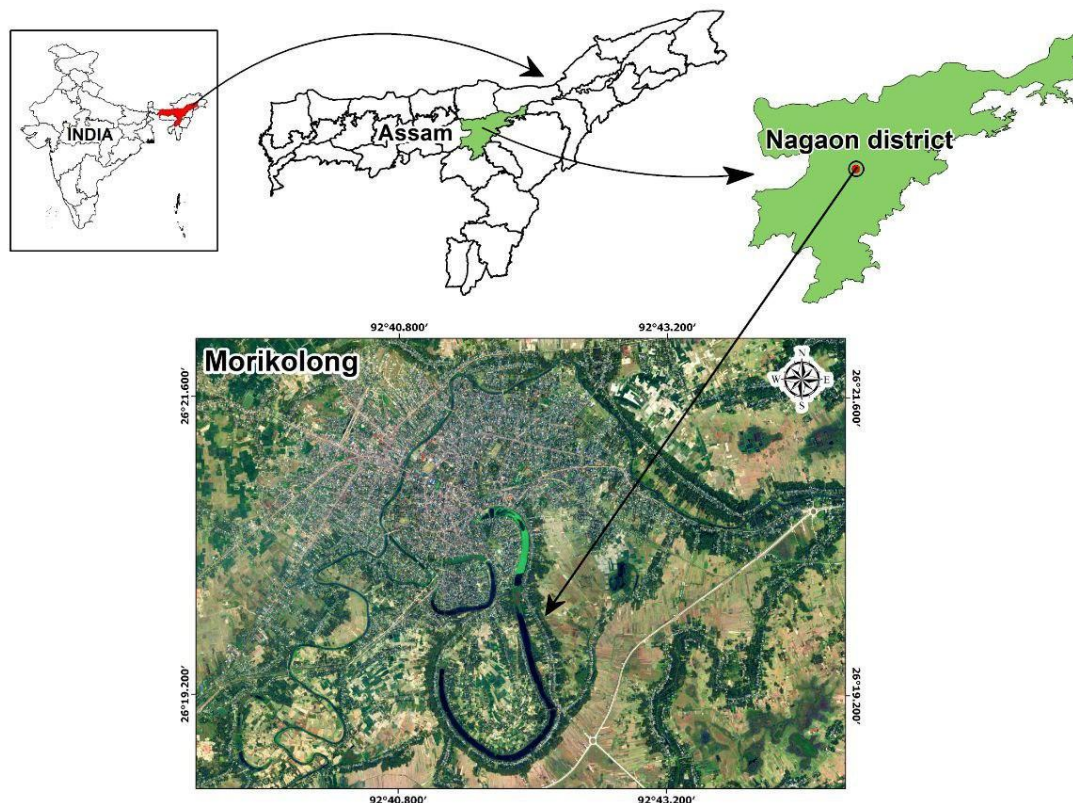 INDIA
Assam
Nagaon district
92°40.800′
92°43.200′
Morikolong
N
W
E
S
26°21.600′
26°21.600′
26°19.200′
26°19.200′
92°40.800′
92°43.200′